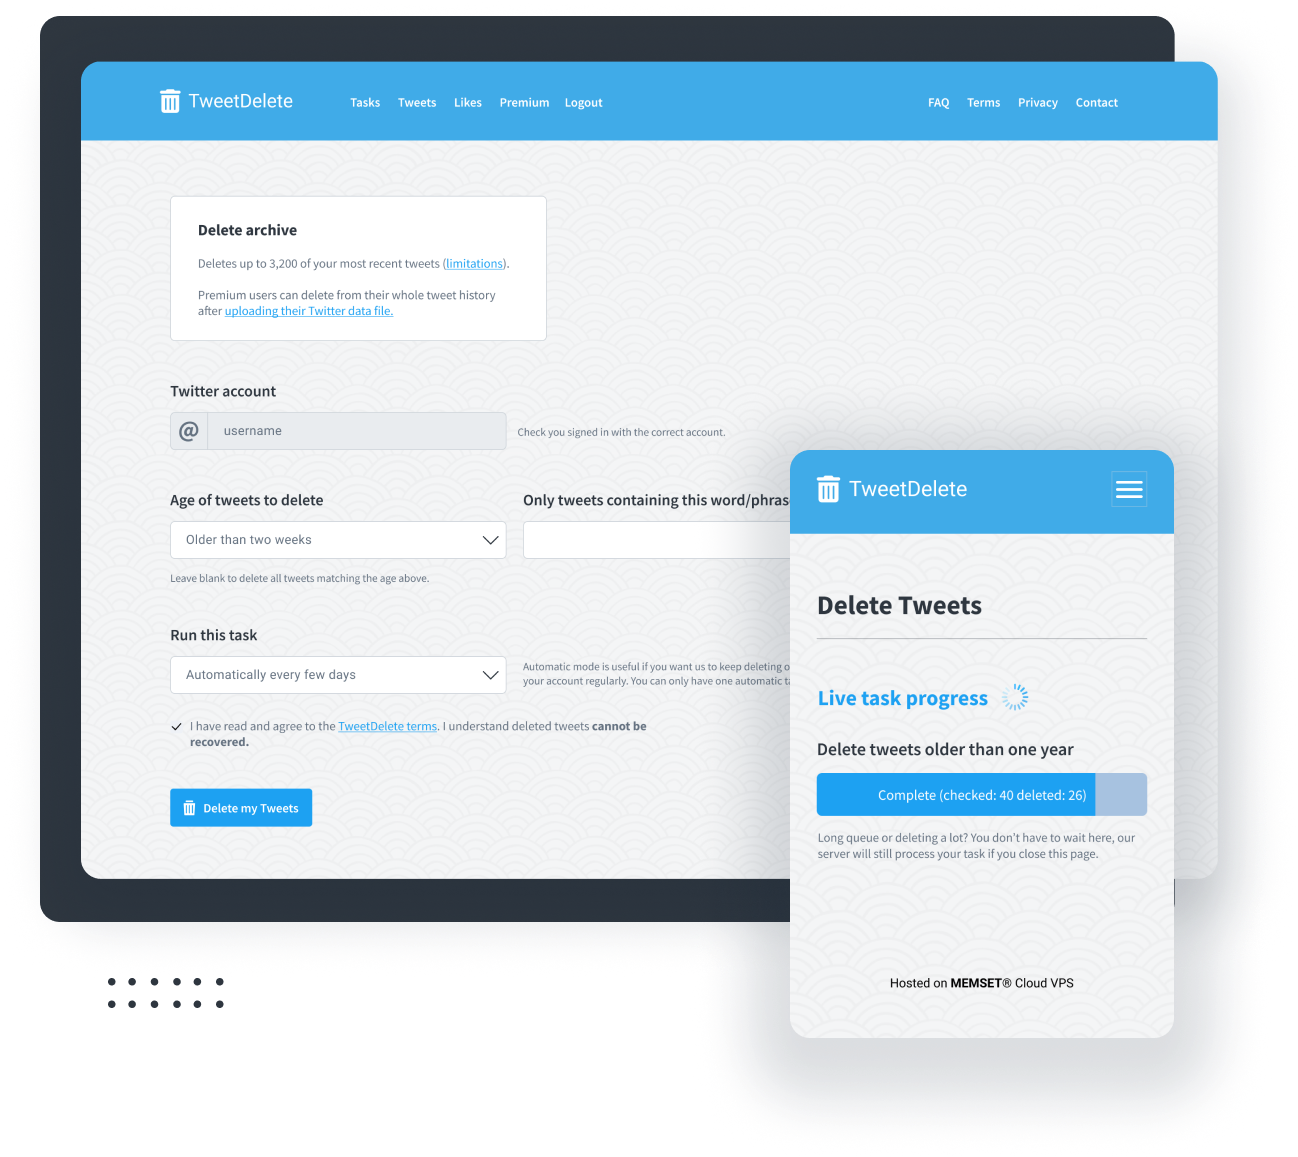 TweetDelete
Tasks Tweets Likes Premium Logout
FAQ Terms Privacy Contact
Delete archive
Deletes up to 3,200 of your most recent tweets (limitations).
Premium users can delete from their whole tweet history
after uploading their Twitter data file.
Twitter account
@ username
Check you signed in with the correct account.
Age of tweets to delete
Older than two weeks
Leave blank to delete all tweets matching the age above.
Only tweets containing this word/phras
Run this task
Automatically every few days
Automatic mode is useful if you want us to keep deleting
your account regularly. You can only have one automatic
I have read and agree to the TweetDelete terms. I understand deleted tweets cannot be
recovered.
Delete my Tweets
TweetDelete
Delete Tweets
Live task progress
Delete tweets older than one year
Complete (checked: 40 deleted: 26)
Long queue or deleting a lot? You don't have to wait here, our
server will still process your task if you close this page.
Hosted on MEMSET® Cloud VPS